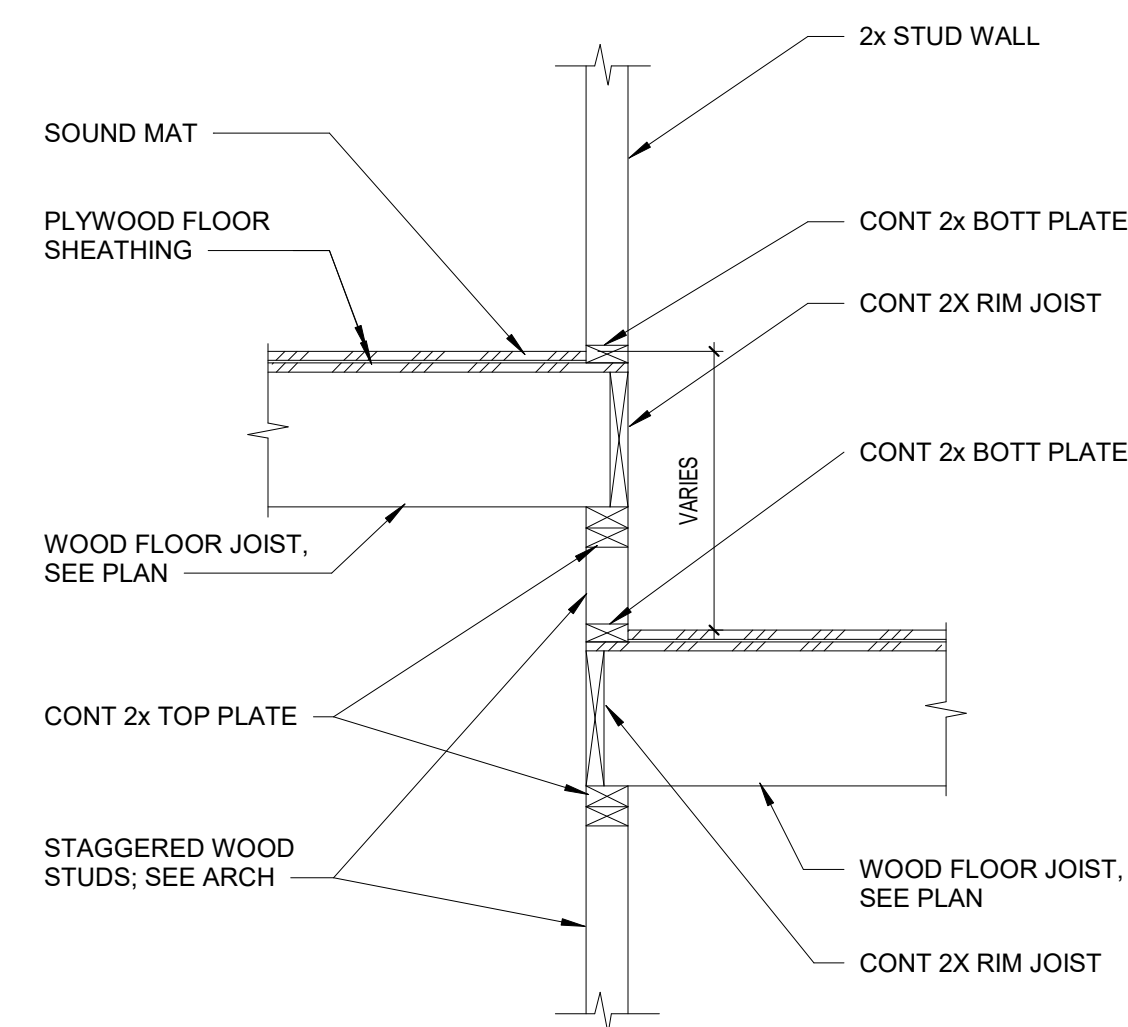 2x STUD WALL
SOUND MAT
PLYWOOD FLOOR
SHEATHING
CONT 2x BOTT PLATE
CONT 2X RIM JOIST
CONT 2x BOTT PLATE
VARIES
WOOD FLOOR JOIST,
SEE PLAN
CONT 2x TOP PLATE
STAGGERED WOOD
STUDS; SEE ARCH
WOOD FLOOR JOIST,
SEE PLAN
CONT 2X RIM JOIST